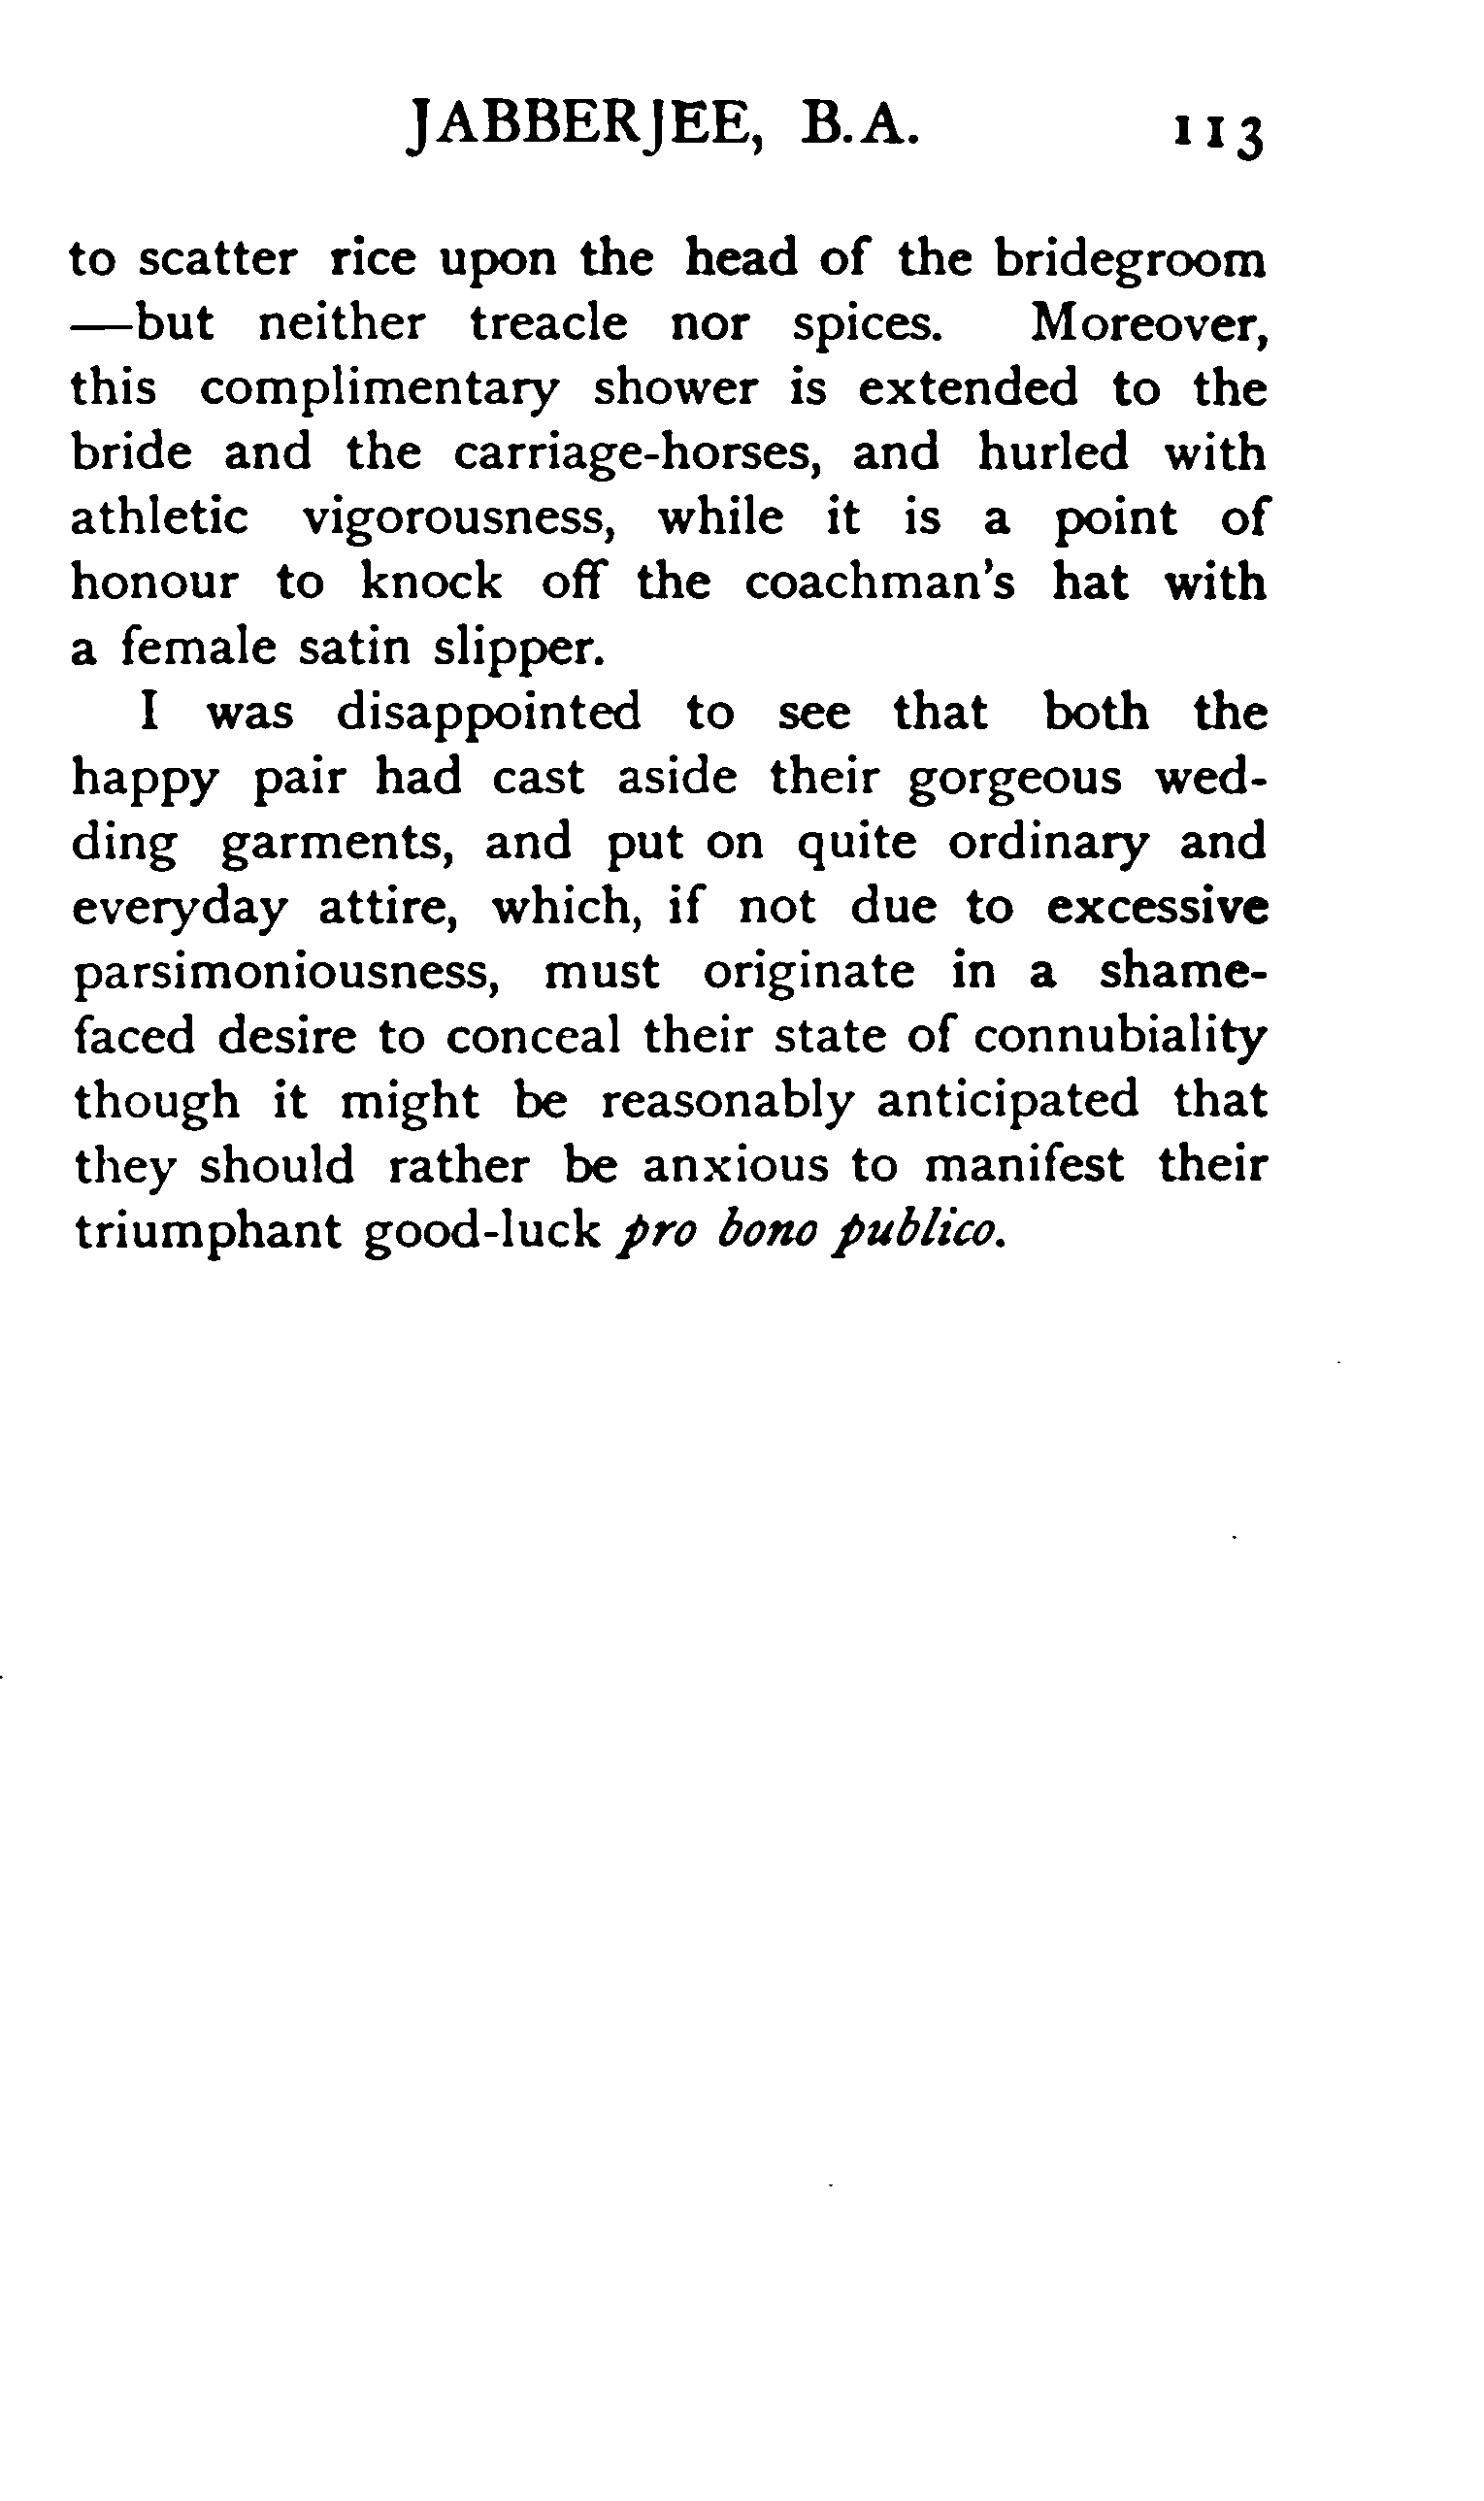 JABBERJEE, B.A. 113
to scatter rice upon the head of the bridegroom
—but neither treacle nor spices. Moreover,
this complimentary shower is extended to the
bride and the carriage-horses, and hurled with
athletic vigorousness, while it is a point of
honour to knock off the coachman's hat with
a female satin slipper.
I was disappointed to see that both the
happy pair had cast aside their gorgeous wed-
ding garments, and put on quite ordinary and
everyday attire, which, if not due to excessive
parsimoniousness, must originate in a shame-
faced desire to conceal their state of connubiality
though it might be reasonably anticipated that
they should rather be anxious to manifest their
triumphant good-luck pro bono publico.